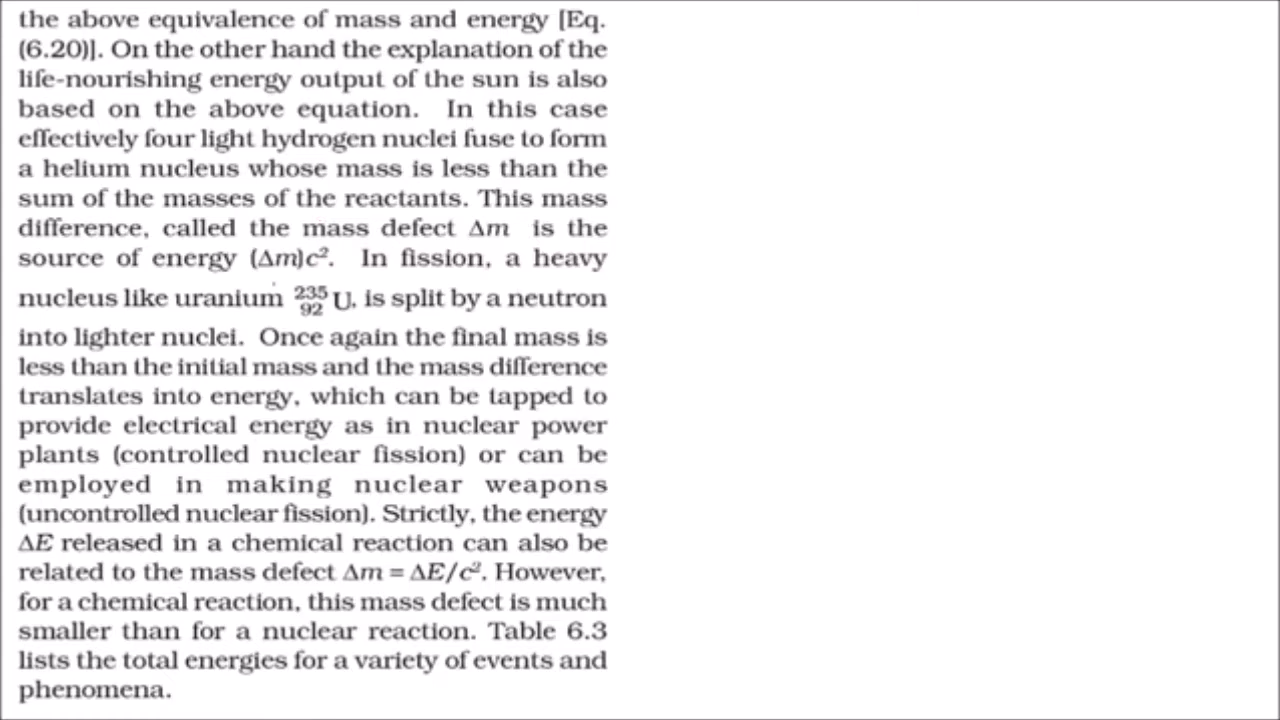 the above equivalence of mass and energy [Eq.
(6.20)]. On the other hand the explanation of the
life-nourishing energy output of the sun is also
based on the above equation. In this case
effectively four light hydrogen nuclei fuse to form
a helium nucleus whose mass is less than the
sum of the masses of the reactants. This mass
difference, called the mass defect Δm is the
source of energy (Δm)c². In fission, a heavy
nucleus like uranium ²³⁵₉₂U, is split by a neutron
into lighter nuclei. Once again the final mass is
less than the initial mass and the mass difference
translates into energy, which can be tapped to
provide electrical energy as in nuclear power
plants (controlled nuclear fission) or can be
employed in making nuclear weapons
(uncontrolled nuclear fission). Strictly, the energy
ΔE released in a chemical reaction can also be
related to the mass defect Δm = ΔE/c². However,
for a chemical reaction, this mass defect is much
smaller than for a nuclear reaction. Table 6.3
lists the total energies for a variety of events and
phenomena.